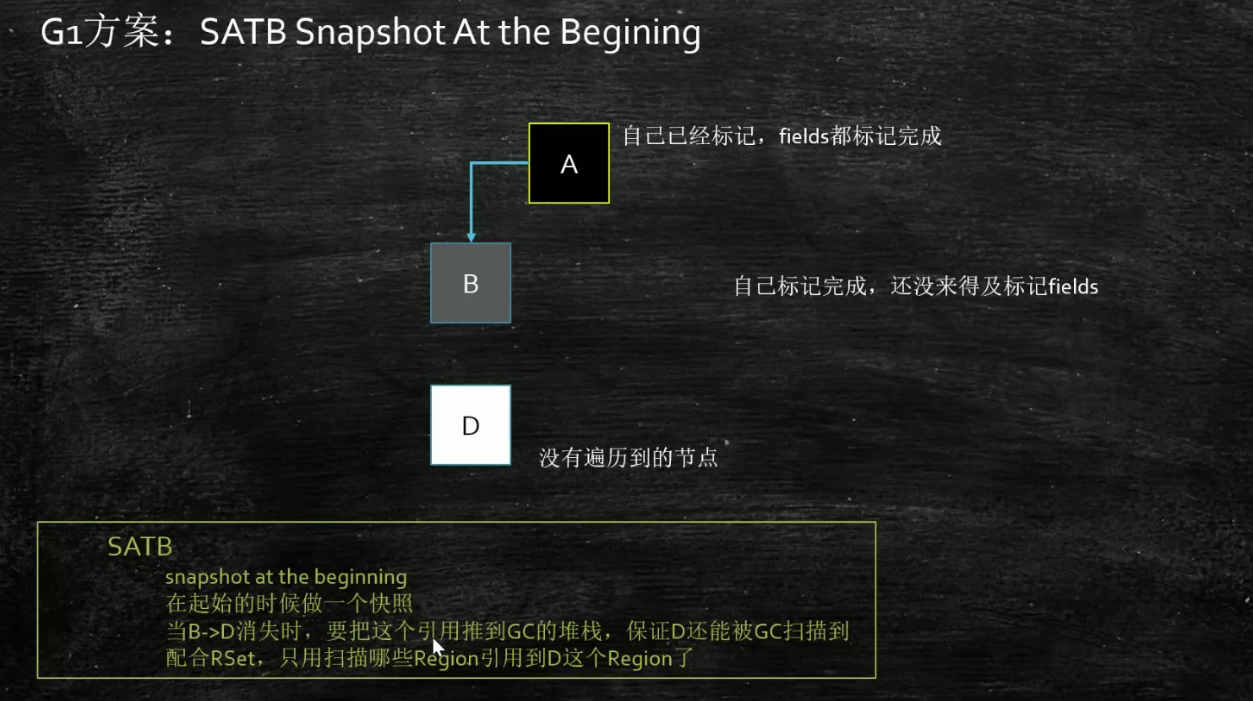 G1方案： SATB Snapshot At the Begining
A
自己已经标记，fields都标记完成
B
自己标记完成，还没来得及标记fields
D
没有遍历到的节点
SATB
snapshot at the beginning
在起始的时候做一个快照
当B->D消失时，要把这个引用推到GC的堆栈，保证D还能被GC扫描到
配合RSet，只用扫描哪些Region引用到D这个Region了